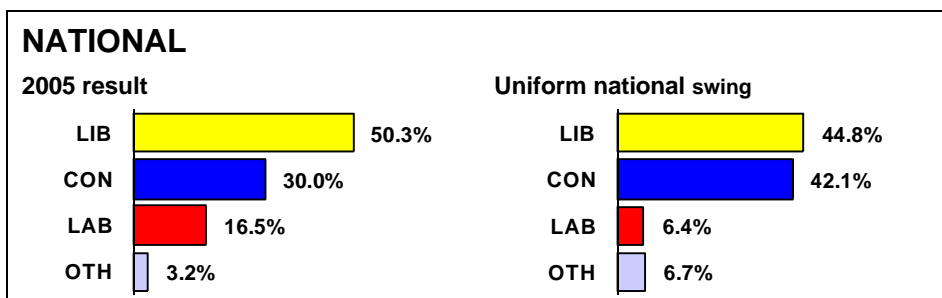 NATIONAL
2005 result
LIB 50.3%
CON 30.0%
LAB 16.5%
OTH 3.2%
Uniform national swing
LIB 44.8%
CON 42.1%
LAB 6.4%
OTH 6.7%